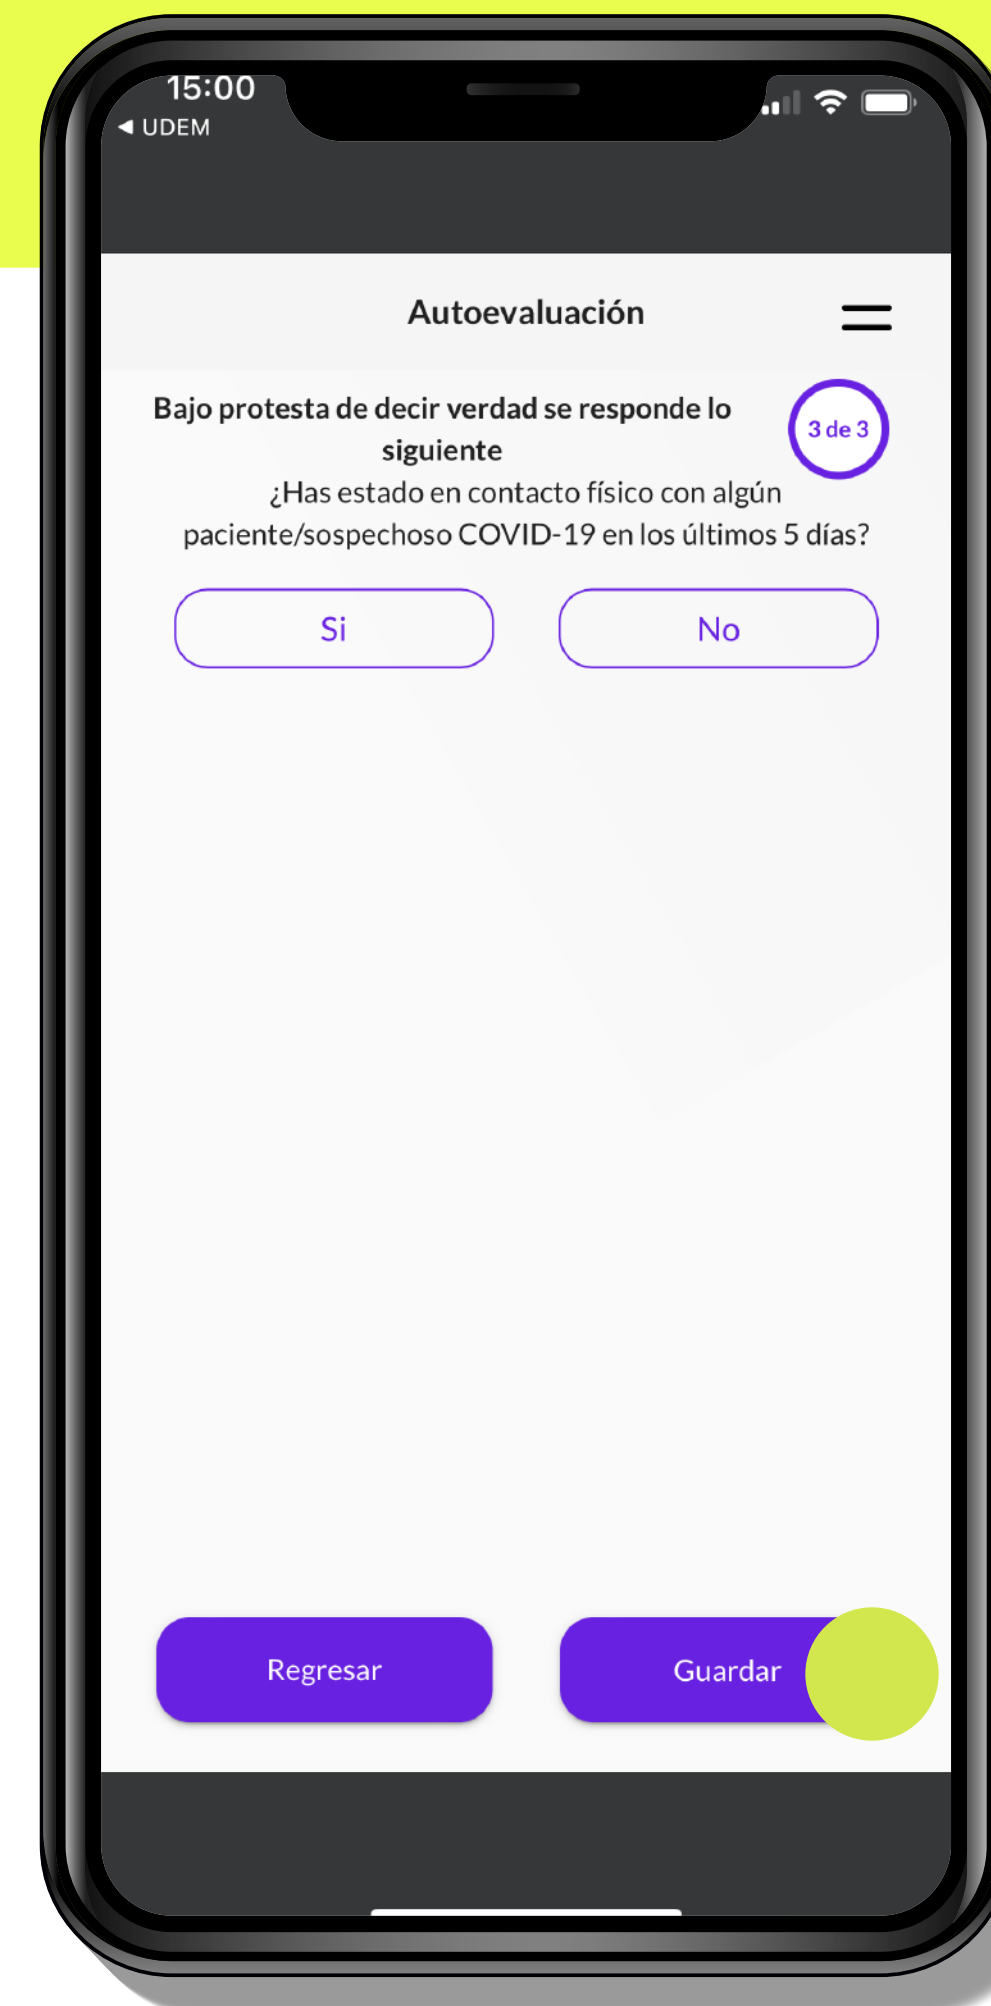 15:00
◀ UDEM
Autoevaluación
Bajo protesta de decir verdad se responde lo
siguiente
3 de 3
¿Has estado en contacto físico con algún
paciente/sospechoso COVID-19 en los últimos 5 días?
Si
No
Regresar
Guardar